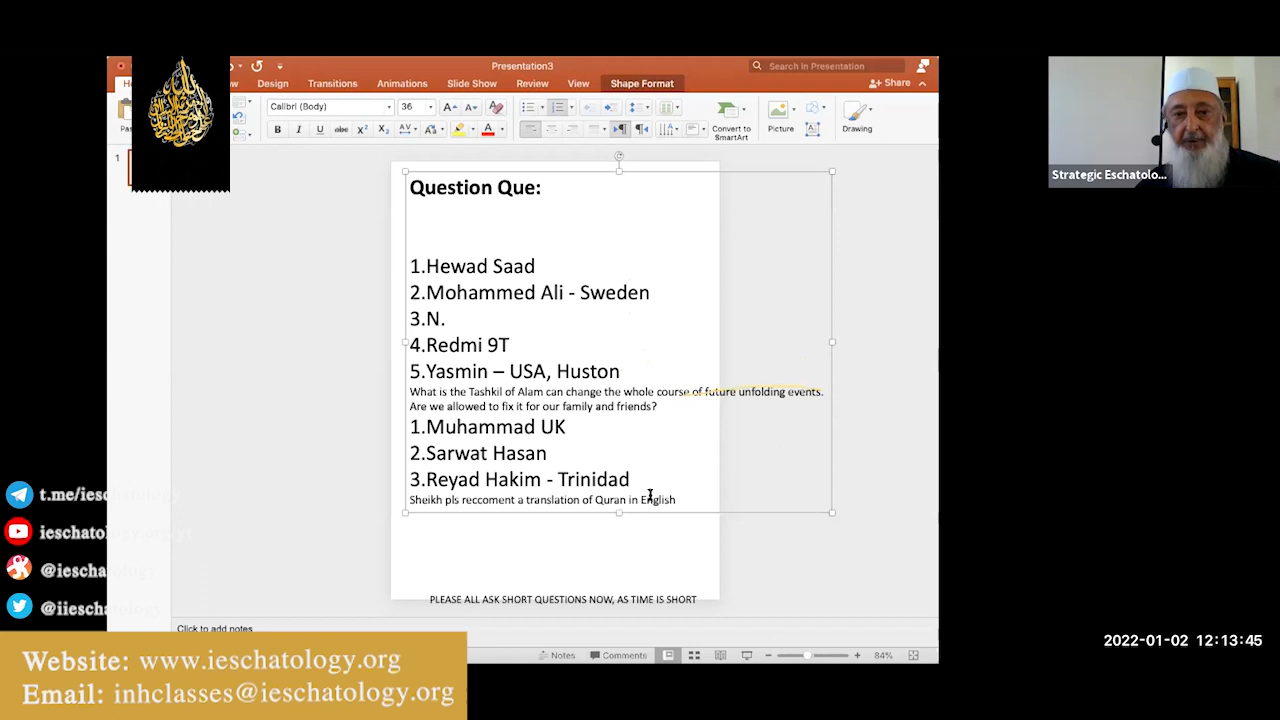 Presentation3
Search in Presentation
Design
Transitions
Animations
Slide Show
Review
View
Shape Format
Share
Calibri (Body)
36
Convert to
SmartArt
Picture
Drawing
1
Strategic Eschatolo...
Question Que:
1.Hewad Saad
2.Mohammed Ali - Sweden
3.N.
4.Redmi 9T
5.Yasmin – USA, Huston
What is the Tashkil of Alam can change the whole course of future unfolding events.
Are we allowed to fix it for our family and friends?
1.Muhammad UK
2.Sarwat Hasan
3.Reyad Hakim - Trinidad
Sheikh pls reccoment a translation of Quran in English
PLEASE ALL ASK SHORT QUESTIONS NOW, AS TIME IS SHORT
t.me/ieschatology
ieschatology.org/yt
@ieschatology
@iieschatology
Click to add notes
Notes
Comments
84%
2022-01-02 12:13:45
Website: www.ieschatology.org
Email: inhclasses@ieschatology.org